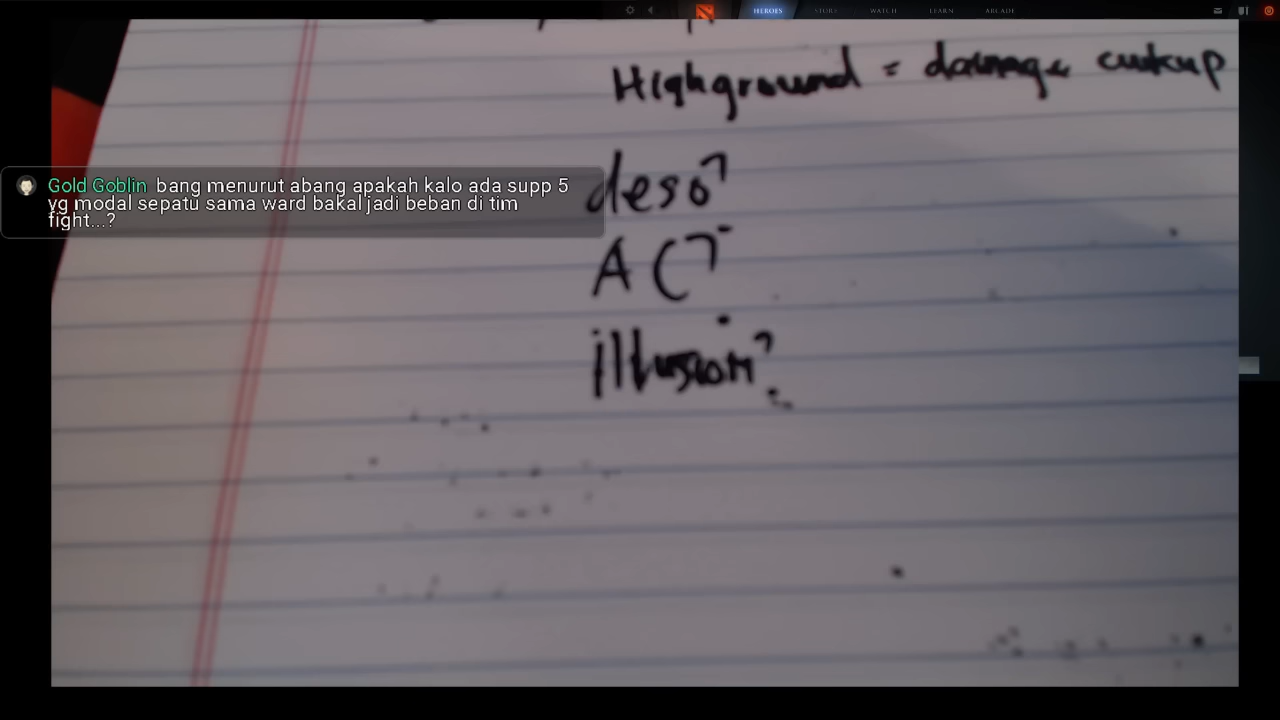 HEROES STORE WATCH LEARN ARCADE
Highground = damage cukup
Gold Goblin bang menurut abang apakah kalo ada supp 5
yg modal sepatu sama ward bakal jadi beban di tim
fight...?
deso?
AC?
illusion?